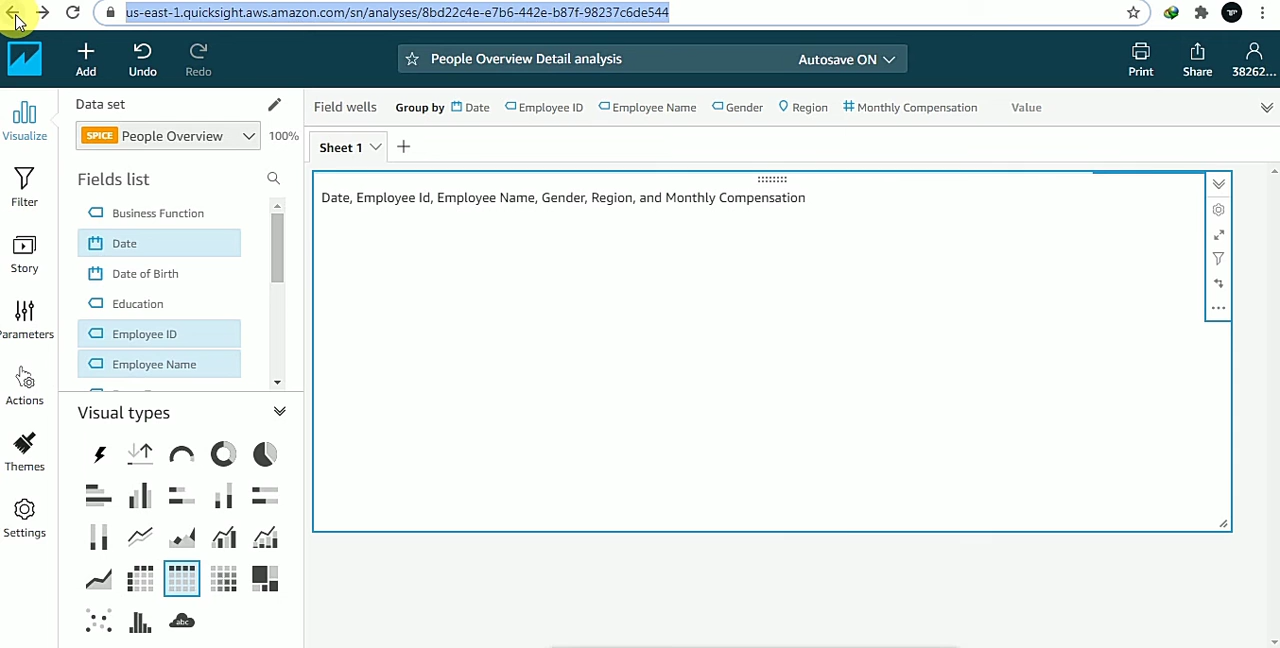 us-east-1.quicksight.aws.amazon.com/sn/analyses/8bd22c4e-e7b6-442e-b87f-98237c6de544
Add
Undo
Redo
People Overview Detail analysis
Autosave ON
Print
Share
38262...
Visualize
Filter
Story
Parameters
Actions
Themes
Settings
Data set
SPICE People Overview 100%
Fields list
Business Function
Date
Date of Birth
Education
Employee ID
Employee Name
Visual types
abc
Field wells Group by Date Employee ID Employee Name Gender Region Monthly Compensation Value
Sheet 1
Date, Employee Id, Employee Name, Gender, Region, and Monthly Compensation